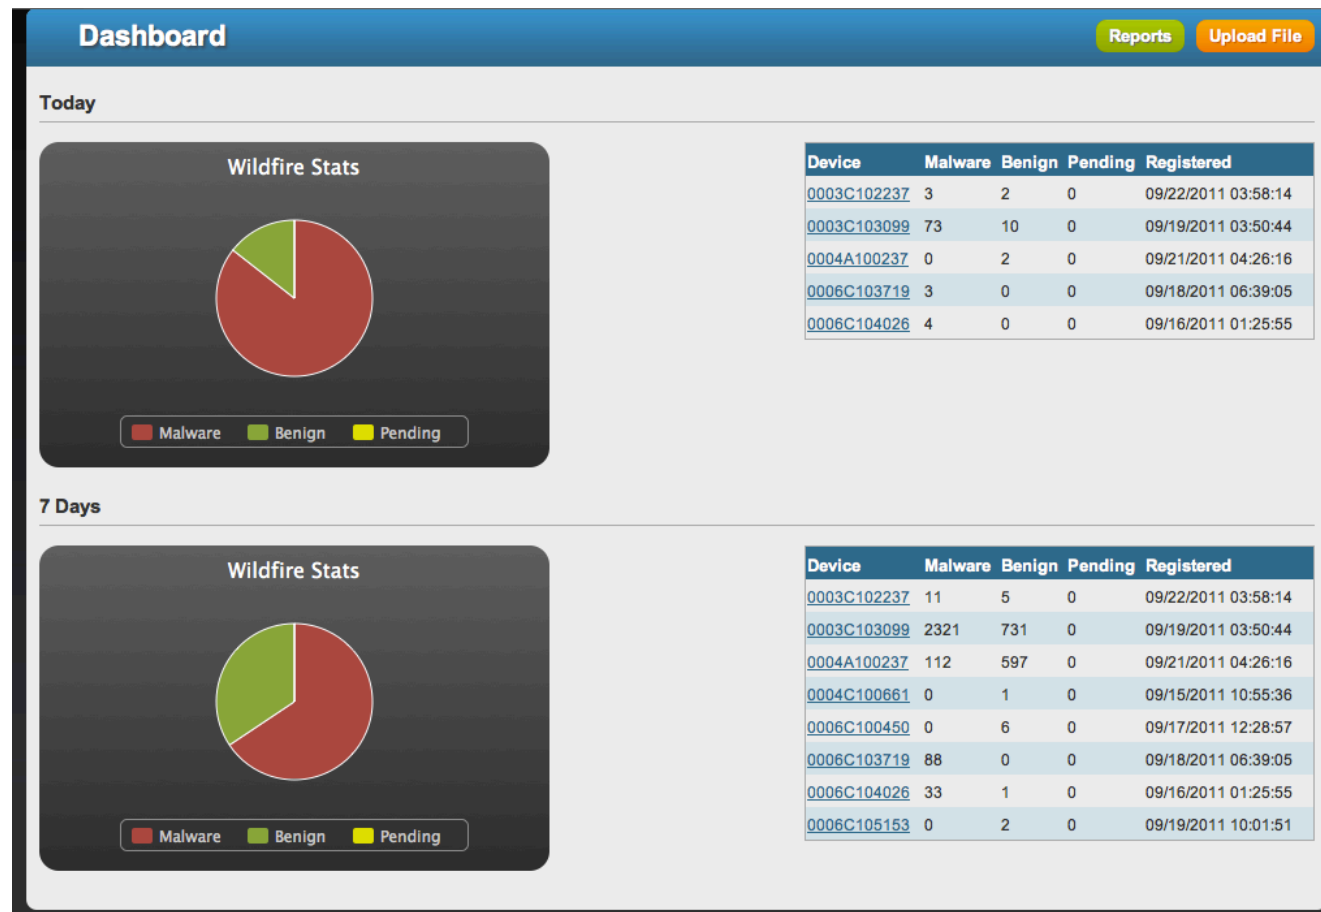 Dashboard Reports Upload File
Today
Wildfire Stats
Malware Benign Pending
Device Malware Benign Pending Registered
0003C102237 3 2 0 09/22/2011 03:58:14
0003C103099 73 10 0 09/19/2011 03:50:44
0004A100237 0 2 0 09/21/2011 04:26:16
0006C103719 3 0 0 09/18/2011 06:39:05
0006C104026 4 0 0 09/16/2011 01:25:55
7 Days
Wildfire Stats
Malware Benign Pending
Device Malware Benign Pending Registered
0003C102237 11 5 0 09/22/2011 03:58:14
0003C103099 2321 731 0 09/19/2011 03:50:44
0004A100237 112 597 0 09/21/2011 04:26:16
0004C100661 0 1 0 09/15/2011 10:55:36
0006C100450 0 6 0 09/17/2011 12:28:57
0006C103719 88 0 0 09/18/2011 06:39:05
0006C104026 33 1 0 09/16/2011 01:25:55
0006C105153 0 2 0 09/19/2011 10:01:51